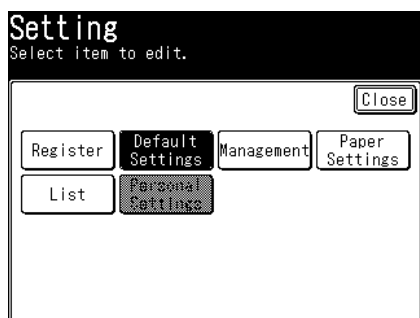 Setting
Select item to edit.
Close
Register
Default
Settings
Management
Paper
Settings
List
Personal
Settings